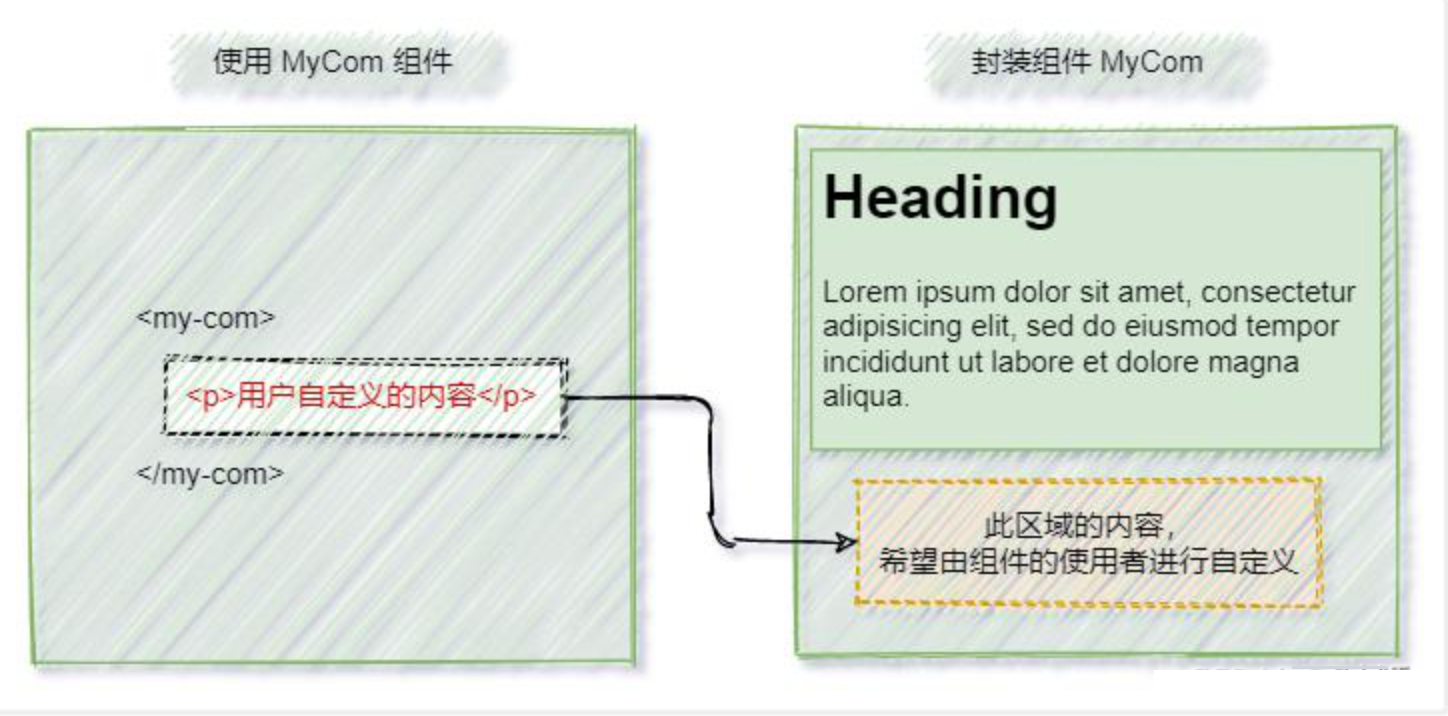 使用 MyCom 组件
封装组件 MyCom
<my-com>
<p>用户自定义的内容</p>
</my-com>
Heading
Lorem ipsum dolor sit amet, consectetur
adipisicing elit, sed do eiusmod tempor
incididunt ut labore et dolore magna
aliqua.
此区域的内容，
希望由组件的使用者进行自定义